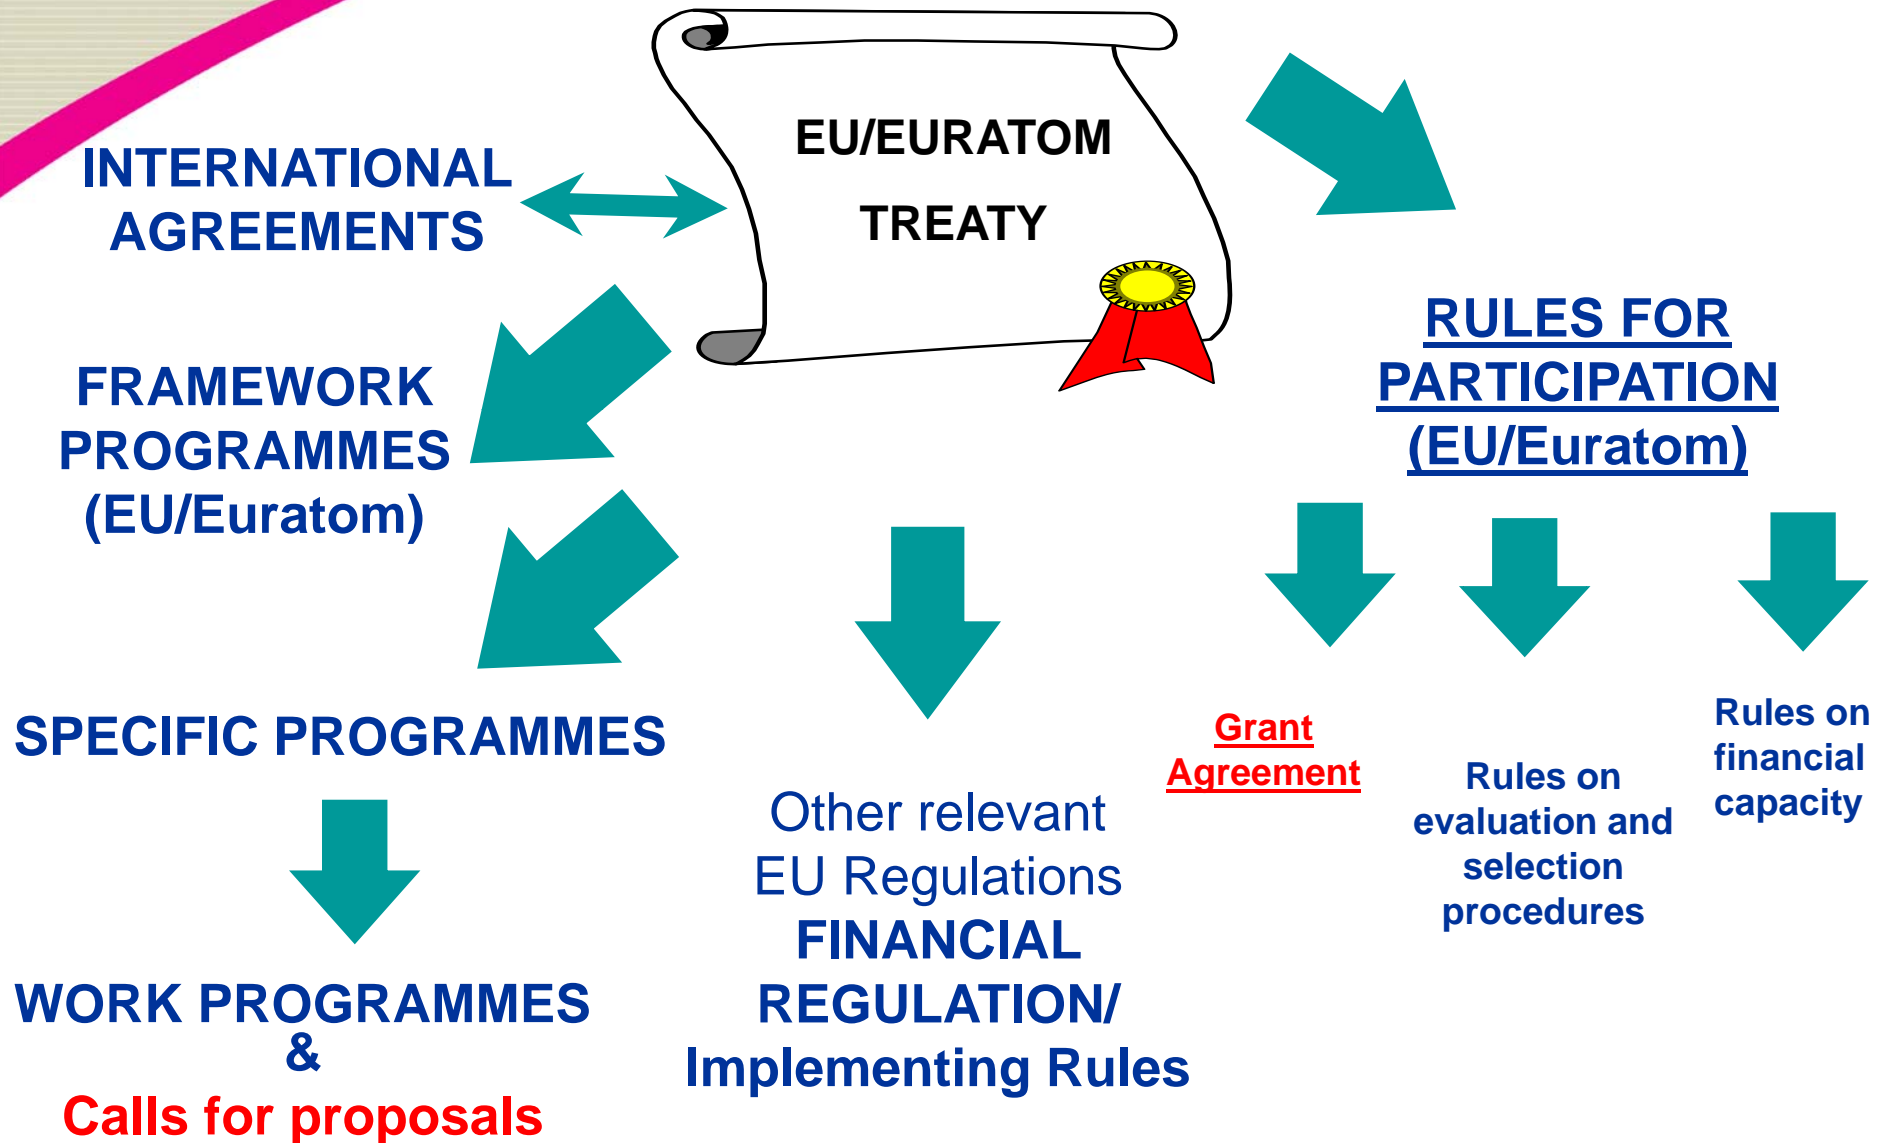 EU/EURATOM
TREATY
INTERNATIONAL
AGREEMENTS
FRAMEWORK
PROGRAMMES
(EU/Euratom)
RULES FOR
PARTICIPATION
(EU/Euratom)
SPECIFIC PROGRAMMES
WORK PROGRAMMES
&
Calls for proposals
Other relevant
EU Regulations
FINANCIAL
REGULATION/
Implementing Rules
Grant
Agreement
Rules on
evaluation and
selection
procedures
Rules on
financial
capacity